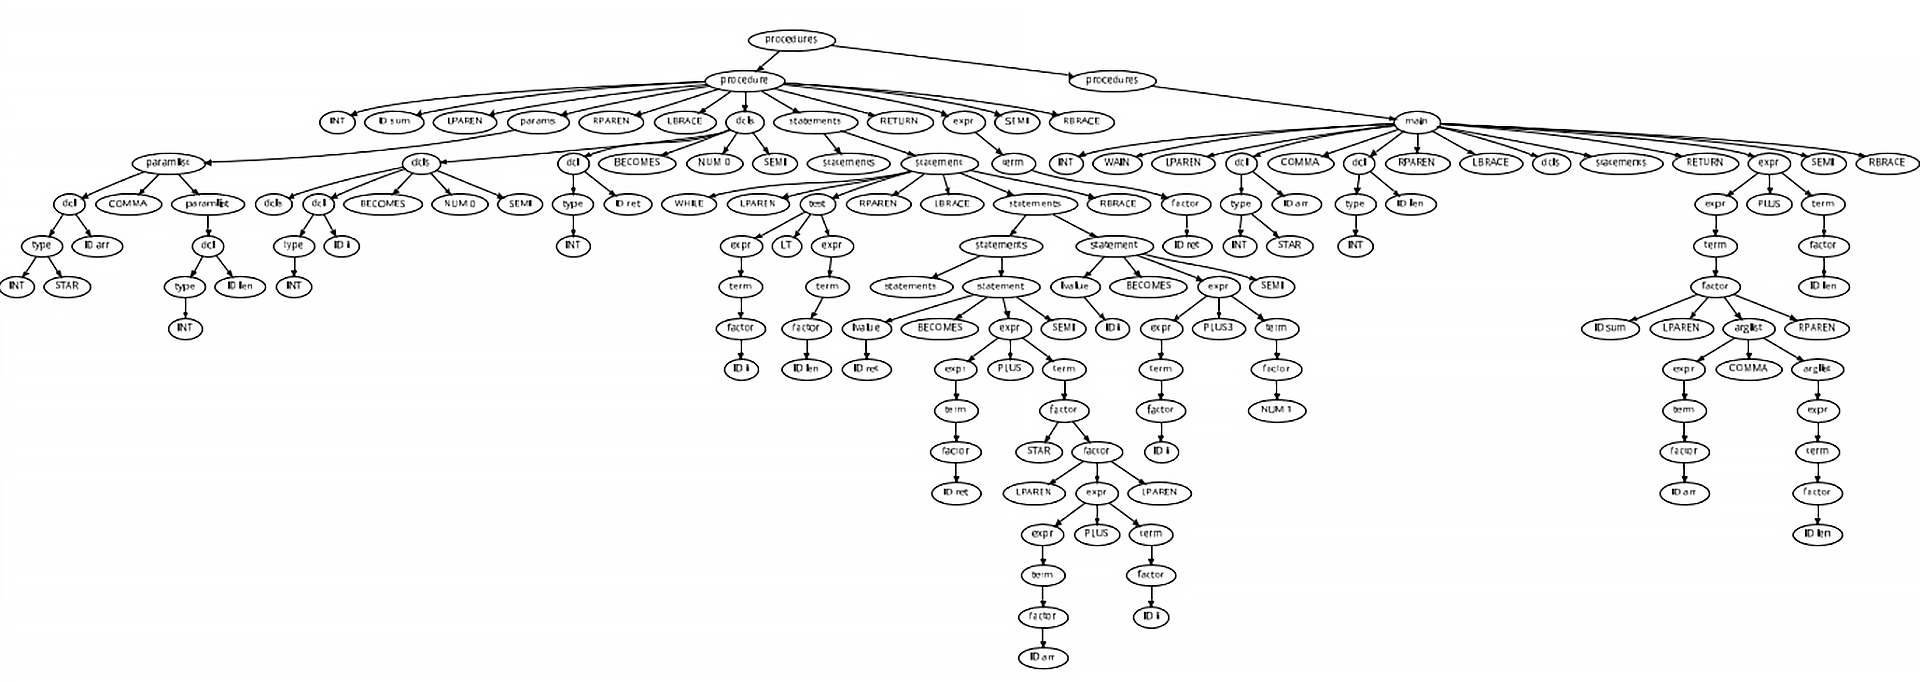 procedures
procedure procedures
INT ID sum LPAREN params RPAREN LBRACE dcls statements RETURN expr SEMI RBRACE main
paramlist dcls dcl BECOMES NUM 0 SEMI statements statement term INT WAIN LPAREN dcl COMMA dcl RPAREN LBRACE dcls statements RETURN expr SEMI RBRACE
dcl COMMA paramlist dcls dcl BECOMES NUM 0 SEMI type ID ret WHILE LPAREN test RPAREN LBRACE statements RBRACE factor type ID arr type ID len expr PLUS term
type ID arr dcl type ID i INT expr LT expr statements statement ID ret INT STAR INT term factor
INT STAR type ID len INT term term statements statement lvalue BECOMES expr SEMI factor ID len
INT factor factor lvalue BECOMES expr SEMI ID i expr PLUS3 term ID sum LPAREN arglist RPAREN
ID i ID len ID ret expr PLUS term term factor expr COMMA arglist
term factor factor NUM 1 term expr
factor STAR factor ID i factor term
ID ret LPAREN expr LPAREN ID arr factor
expr PLUS term ID len
term factor
factor ID i
ID arr